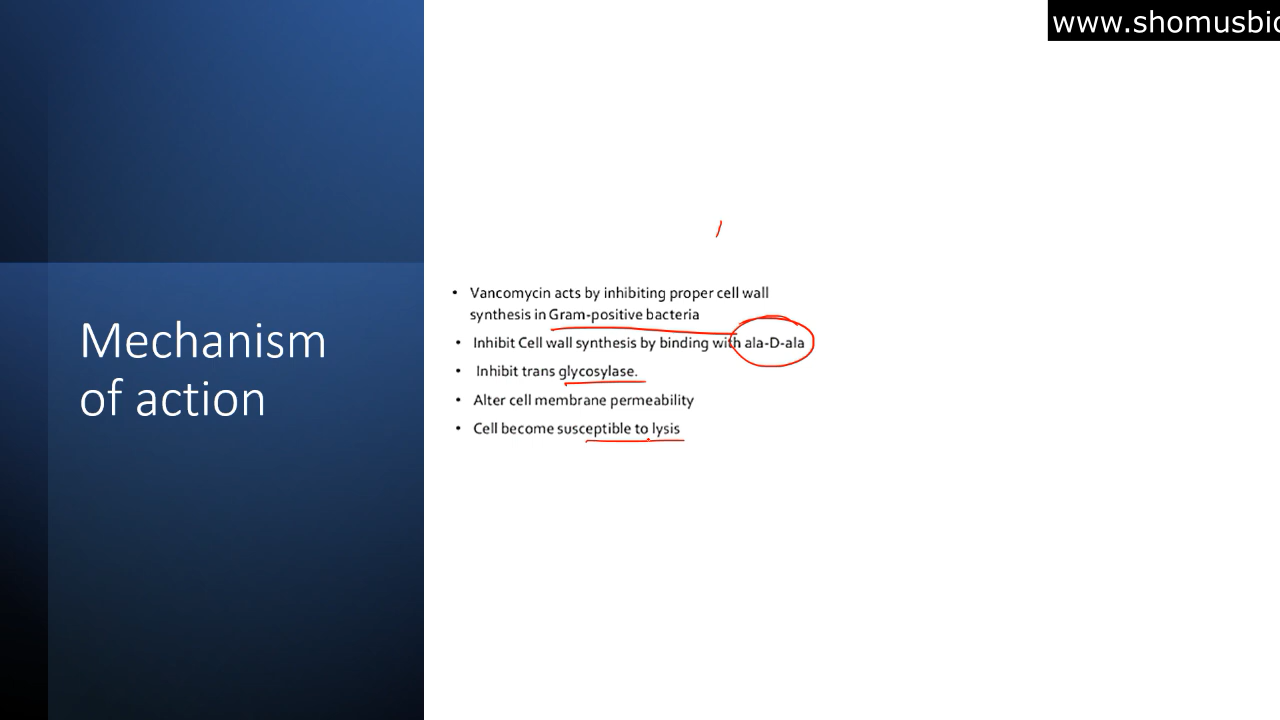 www.shomusbio
Mechanism
of action
• Vancomycin acts by inhibiting proper cell wall
synthesis in Gram-positive bacteria
• Inhibit Cell wall synthesis by binding with ala-D-ala
• Inhibit trans glycosylase.
• Alter cell membrane permeability
• Cell become susceptible to lysis